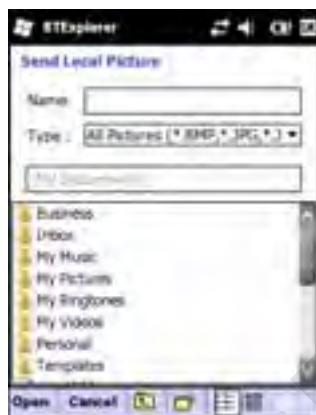 BTExplorer
Send Local Picture
Name:
Type : All Pictures (*.BMP,*.JPG,*.)
My Documents
Business
Inbox
My Music
My Pictures
My Ringtones
My Videos
Personal
Templates
Open Cancel